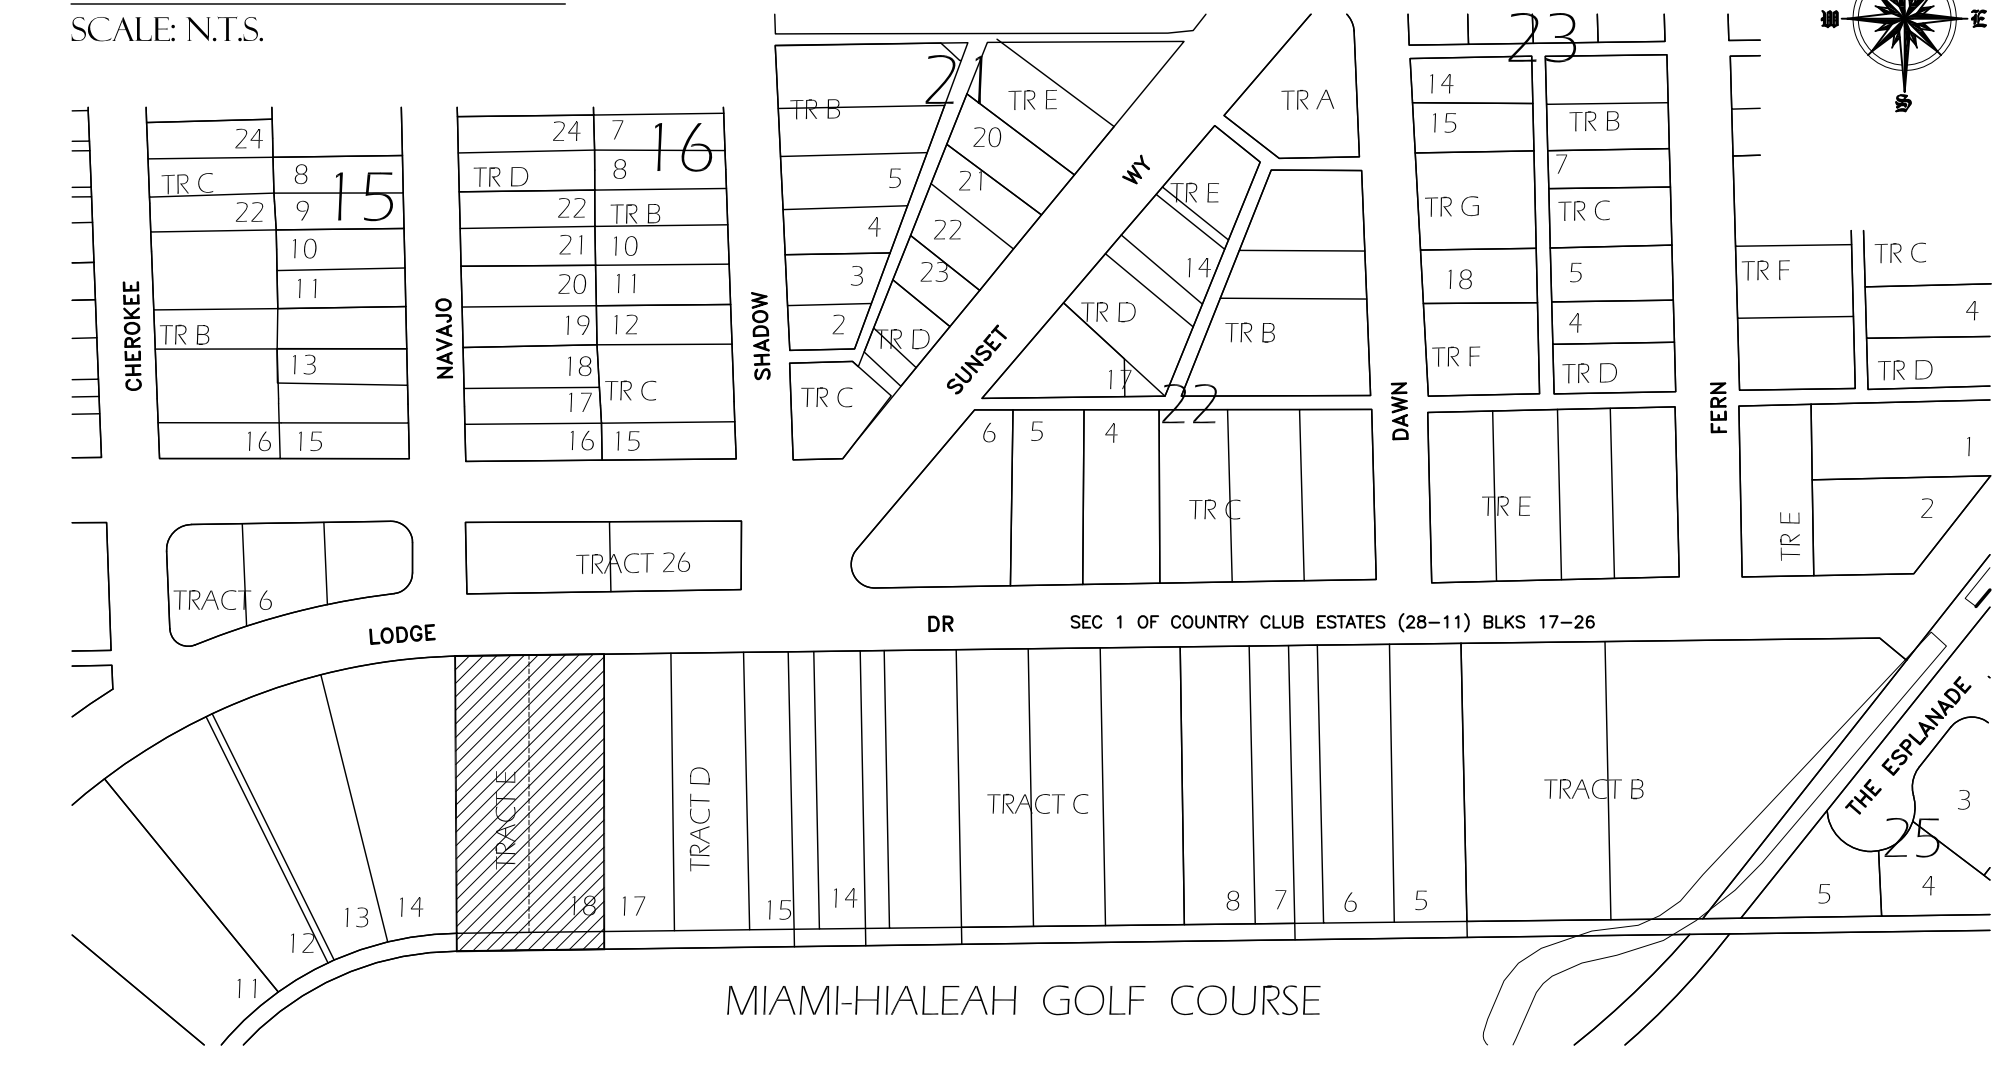 SCALE: N.T.S.
W
E
S
23
21
TR B
TR E
TR A
14
15
TR B
20
21
5
4
22
3
23
2
TR D
TR C
WY
SUNSET
TR E
14
TR D
17
TR B
22
7
TR G
TR C
18
5
4
TR F
TR D
TR F
TR C
4
TR D
24
TR C
8
15
22
9
10
11
TR B
13
16
15
CHEROKEE
24
7
16
TR D
8
22
TR B
21
10
20
11
19
12
18
TR C
17
16
15
NAVAJO
SHADOW
DAWN
FERN
6
5
4
TR C
TR E
TR E
1
2
TRACT 6
TRACT 26
LODGE
DR
SEC 1 OF COUNTRY CLUB ESTATES (28-11) BLKS 17-26
THE ESPLANADE
TRACT E
TRACT D
TRACT C
TRACT B
11
12
13
14
18
17
15
14
8
7
6
5
3
25
5
4
MIAMI-HIALEAH GOLF COURSE